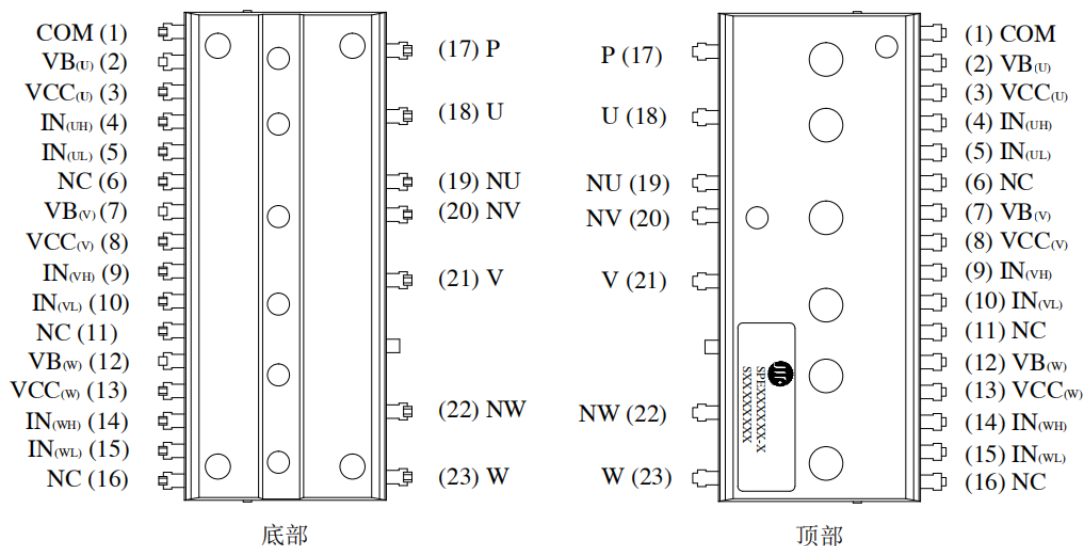 COM (1)
VB(U) (2)
VCC(U) (3)
IN(UH) (4)
IN(UL) (5)
NC (6)
VB(V) (7)
VCC(V) (8)
IN(VH) (9)
IN(VL) (10)
NC (11)
VB(W) (12)
VCC(W) (13)
IN(WH) (14)
IN(WL) (15)
NC (16)
(17) P
(18) U
(19) NU
(20) NV
(21) V
(22) NW
(23) W
底部
P (17)
U (18)
NU (19)
NV (20)
V (21)
NW (22)
W (23)
SPEXXXXXX-X
SXXXXXXXX
(1) COM
(2) VB(U)
(3) VCC(U)
(4) IN(UH)
(5) IN(UL)
(6) NC
(7) VB(V)
(8) VCC(V)
(9) IN(VH)
(10) IN(VL)
(11) NC
(12) VB(W)
(13) VCC(W)
(14) IN(WH)
(15) IN(WL)
(16) NC
顶部